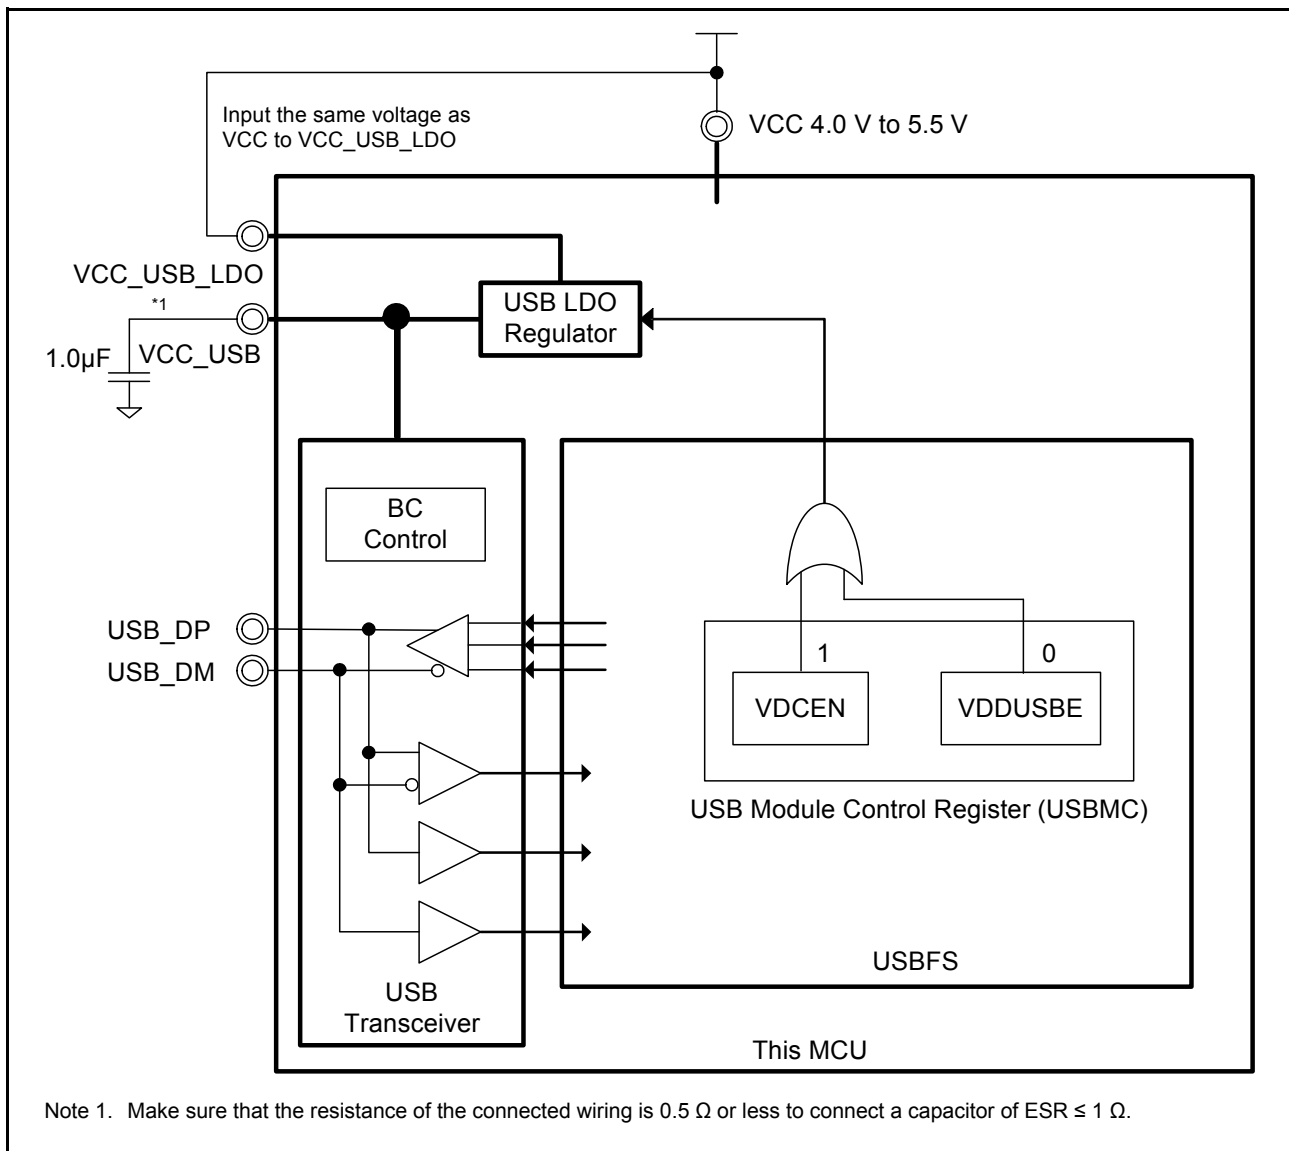 Input the same voltage as
VCC to VCC_USB_LDO
VCC 4.0 V to 5.5 V
VCC_USB_LDO
*1
USB LDO
Regulator
1.0µF
VCC_USB
BC
Control
USB_DP
USB_DM
1
0
VDCEN
VDDUSBE
USB Module Control Register (USBMC)
USBFS
USB
Transceiver
This MCU
Note 1. Make sure that the resistance of the connected wiring is 0.5 Ω or less to connect a capacitor of ESR ≤ 1 Ω.